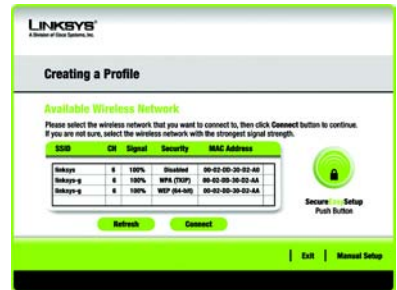 LINKSYS®
A Division of Cisco Systems, Inc.
Creating a Profile
Available Wireless Network
Please select the wireless network that you want to connect to, then click Connect button to continue.
If you are not sure, select the wireless network with the strongest signal strength.
SSID CH Signal Security MAC Address
linksys 6 100% Disabled 00-02-DD-30-D2-A0
linksys-g 6 100% WPA (TKIP) 00-02-DD-30-D2-AA
linksys-g 6 100% WEP (64-bit) 00-02-DD-30-D2-AA
Refresh Connect
SecureEasySetup
Push Button
Exit Manual Setup